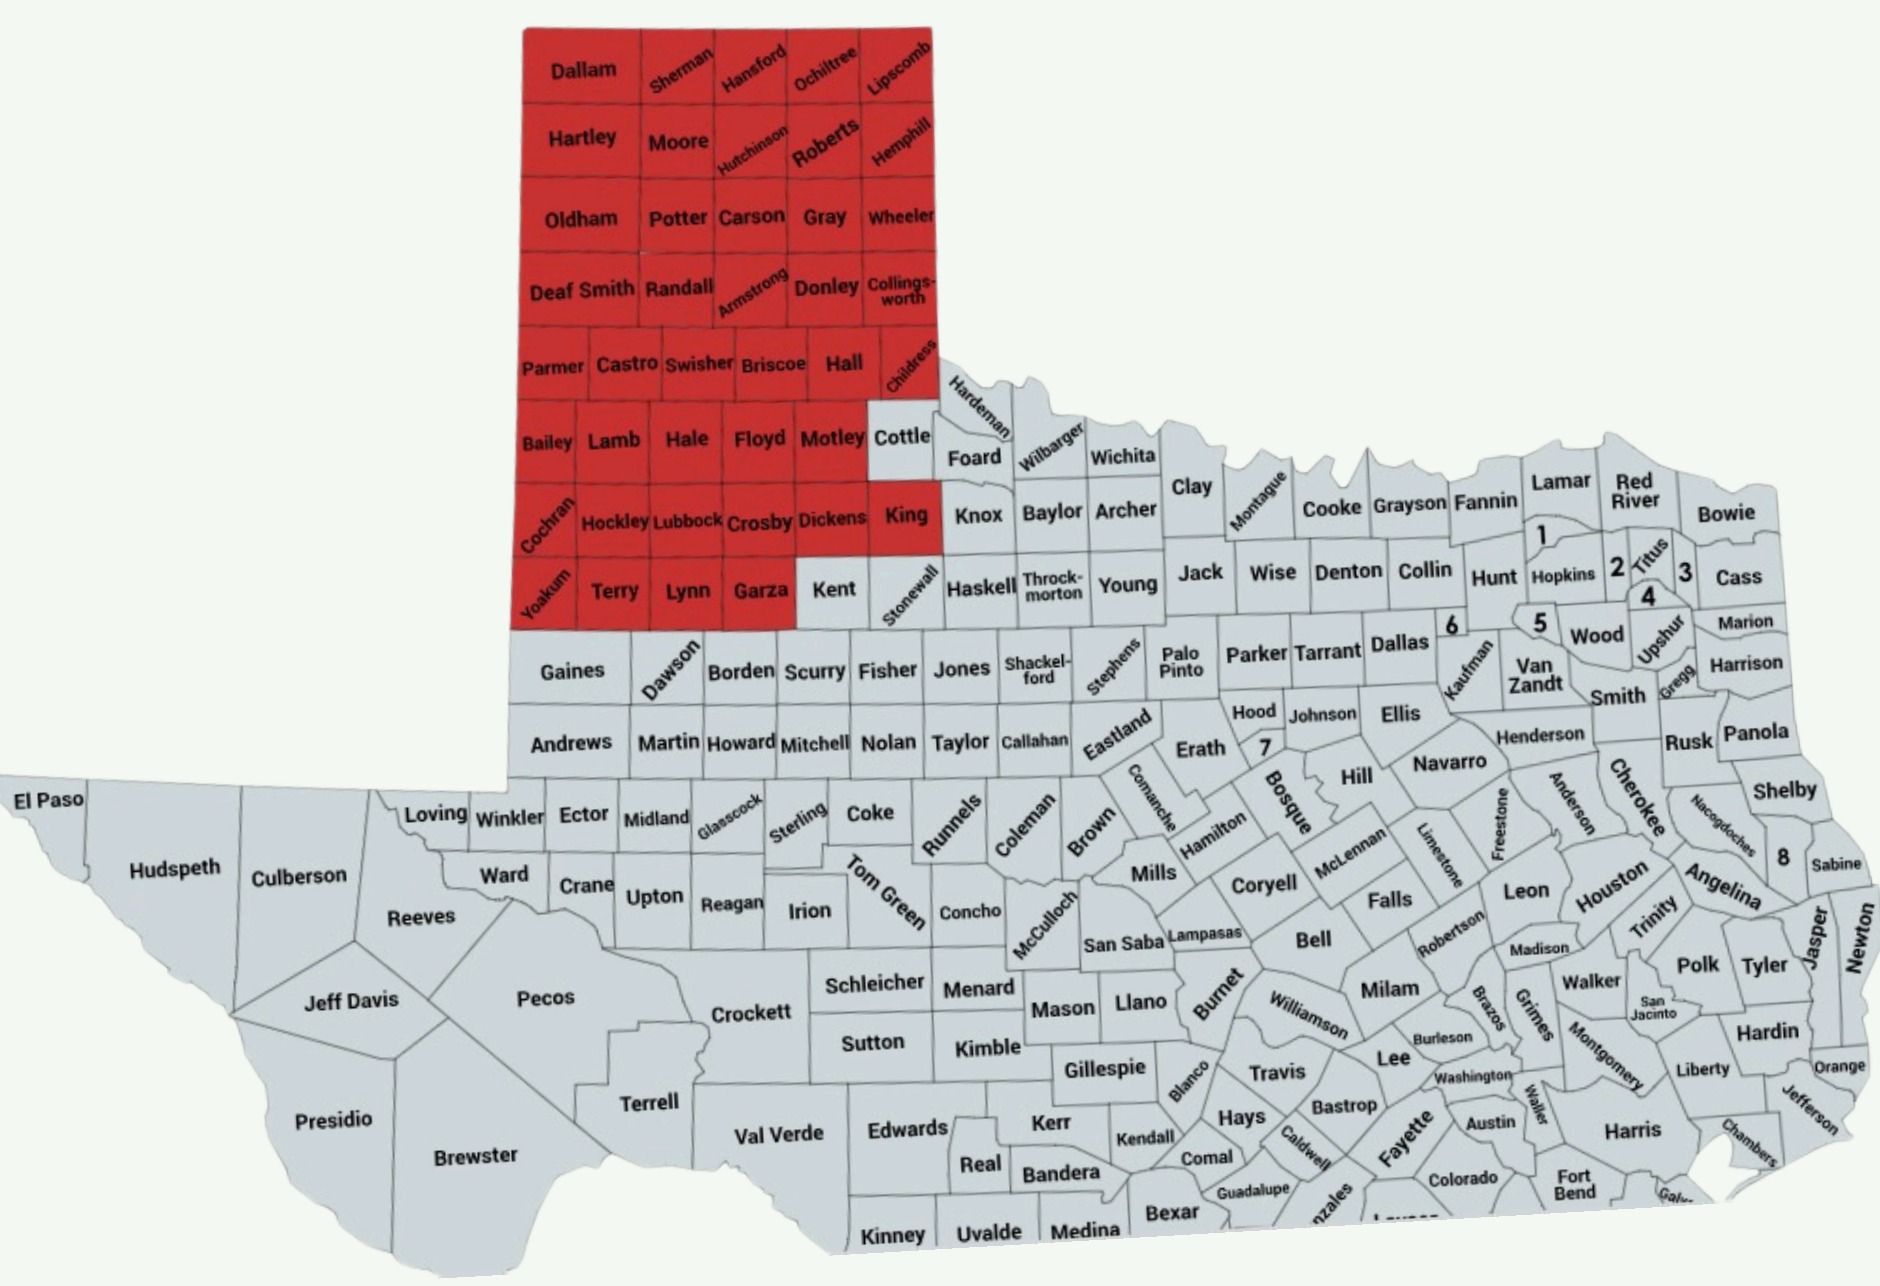 Dallam
Sherman
Hansford
Ochiltree
Lipscomb
Hartley
Moore
Hutchinson
Roberts
Hemphill
Oldham
Potter
Carson
Gray
Wheeler
Deaf Smith
Randall
Armstrong
Donley
Collings-
worth
Parmer
Castro
Swisher
Briscoe
Hall
Childress
Bailey
Lamb
Hale
Floyd
Motley
Cottle
Hardeman
Foard
Wilbarger
Wichita
Clay
Montague
Cooke
Grayson
Fannin
Lamar
Red
River
Bowie
Cochran
Hockley
Lubbock
Crosby
Dickens
King
Knox
Baylor
Archer
1
Yoakum
Terry
Lynn
Garza
Kent
Stonewall
Haskell
Throck-
morton
Young
Jack
Wise
Denton
Collin
Hunt
Hopkins
2
Titus
3
Cass
4
Gaines
Dawson
Borden
Scurry
Fisher
Jones
Shackel-
ford
Stephens
Palo
Pinto
Parker
Tarrant
Dallas
6
Kaufman
5
Van
Zandt
Wood
Upshur
Marion
Harrison
Gregg
Smith
Andrews
Martin
Howard
Mitchell
Nolan
Taylor
Callahan
Eastland
Erath
Hood
7
Johnson
Ellis
Navarro
Henderson
Rusk
Panola
El Paso
Hudspeth
Culberson
Reeves
Loving
Winkler
Ector
Midland
Glasscock
Sterling
Coke
Runnels
Coleman
Brown
Comanche
Hamilton
Bosque
Hill
McLennan
Limestone
Freestone
Anderson
Cherokee
Nacogdoches
Shelby
8
Sabine
Ward
Crane
Upton
Reagan
Irion
Tom Green
Concho
McCulloch
San Saba
Mills
Lampasas
Coryell
Bell
Falls
Robertson
Leon
Houston
Angelina
Trinity
Madison
Walker
San
Jacinto
Polk
Tyler
Jasper
Newton
Jeff Davis
Pecos
Crockett
Schleicher
Menard
Mason
Llano
Burnet
Williamson
Milam
Brazos
Grimes
Montgomery
Burleson
Liberty
Hardin
Orange
Jefferson
Presidio
Brewster
Terrell
Val Verde
Sutton
Kimble
Gillespie
Blanco
Travis
Lee
Washington
Waller
Edwards
Kerr
Kendall
Hays
Bastrop
Fayette
Austin
Harris
Chambers
Real
Bandera
Comal
Caldwell
Guadalupe
Colorado
Fort
Bend
Kinney
Uvalde
Medina
Bexar
nzales
Galv